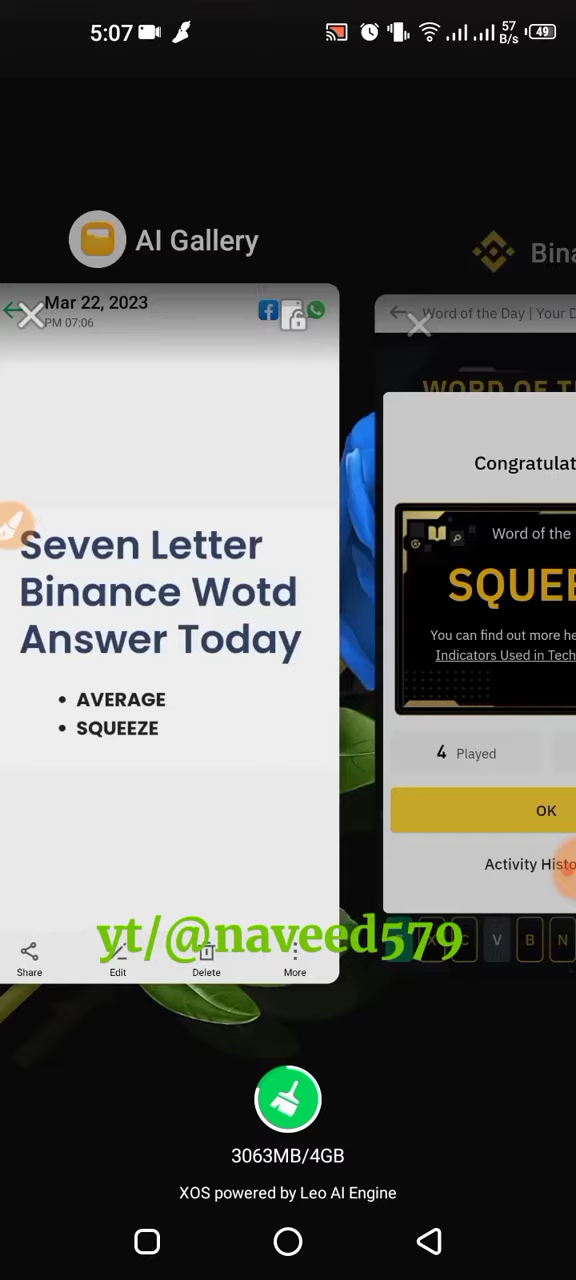 5:07
57
B/s
49
AI Gallery
Mar 22, 2023
PM 07:06
Seven Letter
Binance Wotd
Answer Today
• AVERAGE
• SQUEEZE
Share
Edit
Delete
More
Bina
Word of the Day | Your D
WORD OF T
Congratulat
Word of the
SQUEE
You can find out more he
Indicators Used in Tech
4 Played
OK
Activity Histo
C
V
B
N
yt/@naveed579
3063MB/4GB
XOS powered by Leo AI Engine